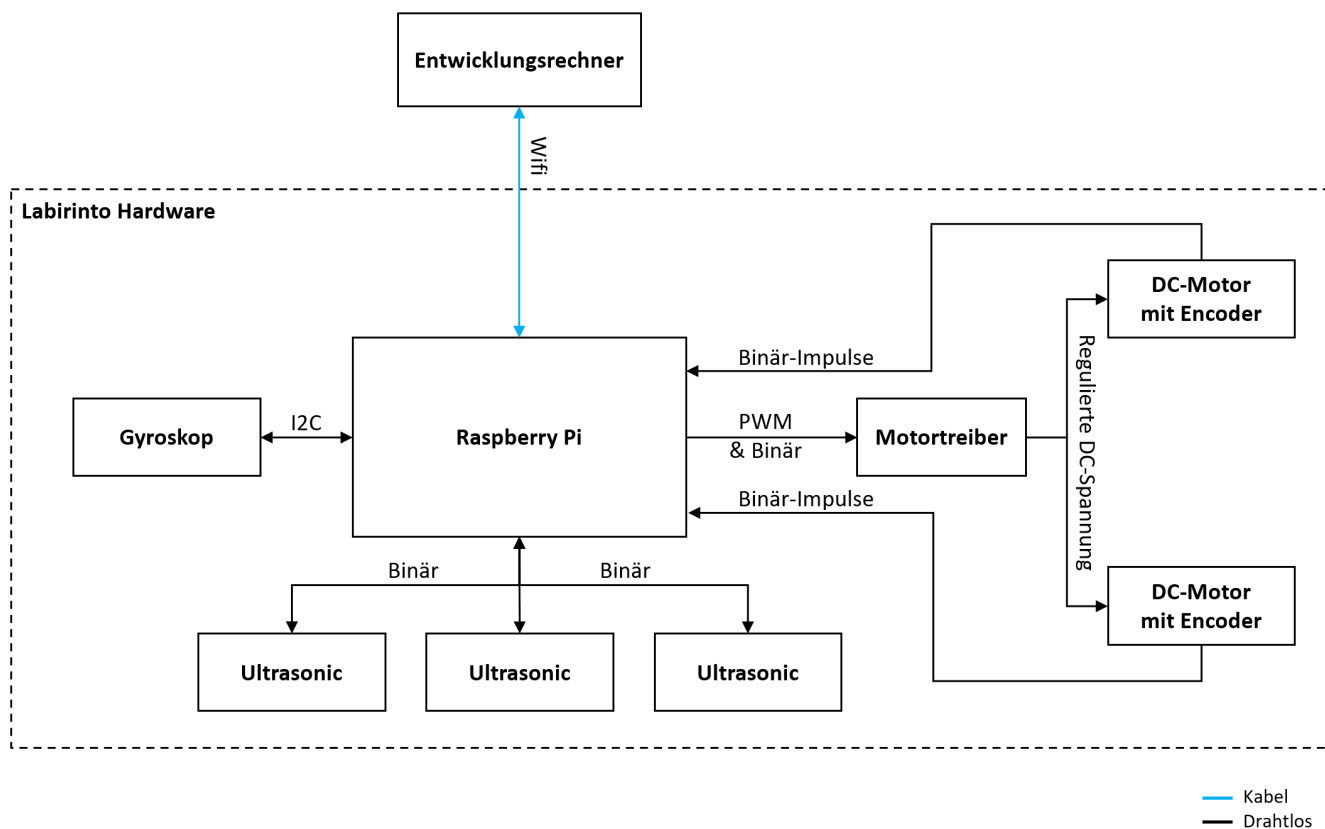 Entwicklungsrechner
Wifi
Labirinto Hardware
DC-Motor
mit Encoder
Binär-Impulse
Regulierte DC-Spannung
Gyroskop
I2C
Raspberry Pi
PWM
& Binär
Motortreiber
Binär-Impulse
Binär
Binär
DC-Motor
mit Encoder
Ultrasonic
Ultrasonic
Ultrasonic
Kabel
Drahtlos